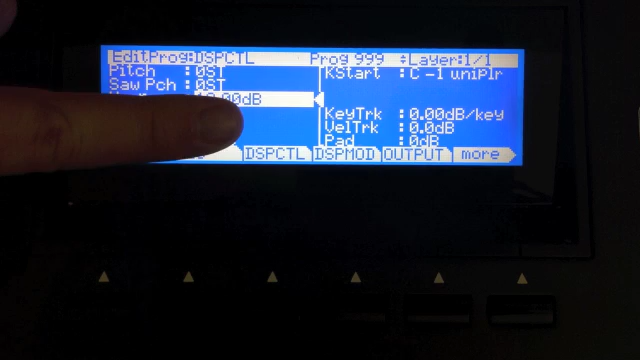 EditProg:DSPCTL Prog 999 Layer:1/1
Pitch :0ST KStart :C -1 uniPlr
Saw Pch :0ST
.00dB
KeyTrk :0.00dB/key
VelTrk :0.0dB
Pad :0dB
DSPCTL DSPMOD OUTPUT more